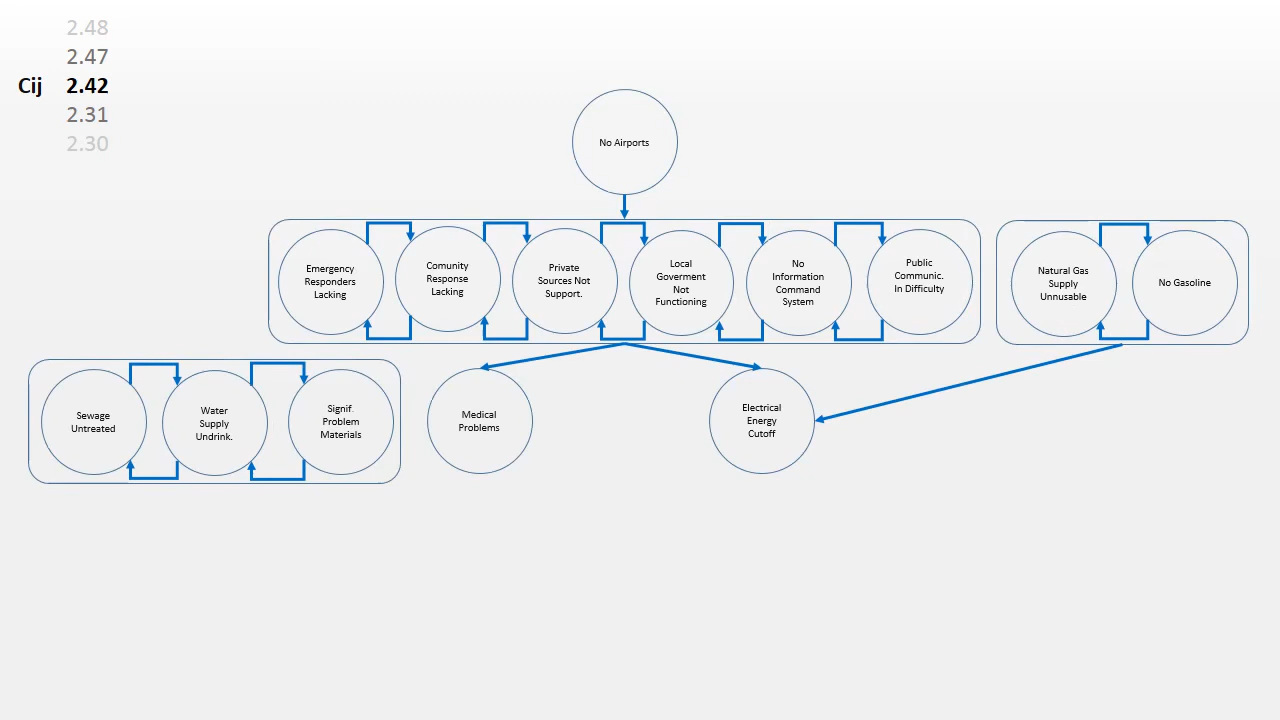 2.48
2.47
Cij 2.42
2.31
2.30
No Airports
Emergency
Responders
Lacking
Comunity
Response
Lacking
Private
Sources Not
Support.
Local
Goverment
Not
Functioning
No
Information
Command
System
Public
Communic.
In Difficulty
Natural Gas
Supply
Unnusable
No Gasoline
Sewage
Untreated
Water
Supply
Undrink.
Signif.
Problem
Materials
Medical
Problems
Electrical
Energy
Cutoff